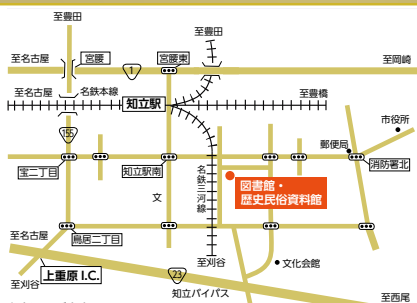 至豊田
至豊田
宮腰
宮腰東
至名古屋
1
至岡崎
至名古屋
名鉄本線
知立駅
至豊橋
市役所
155
郵便局
宝二丁目
知立駅南
消防署北
名鉄三河線
図書館・
歴史民俗資料館
文
至名古屋
鳥居二丁目
上重原 I.C.
至刈谷
文化会館
至刈谷
23
知立バイパス
至西尾